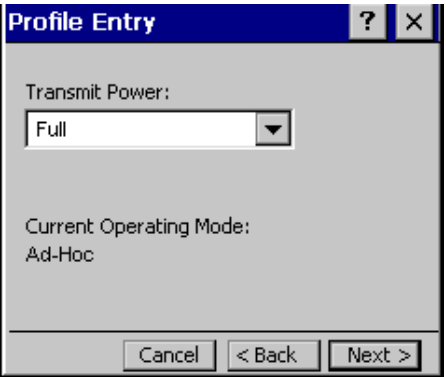 Profile Entry ? ×
Transmit Power:
Full
Current Operating Mode:
Ad-Hoc
Cancel < Back Next >